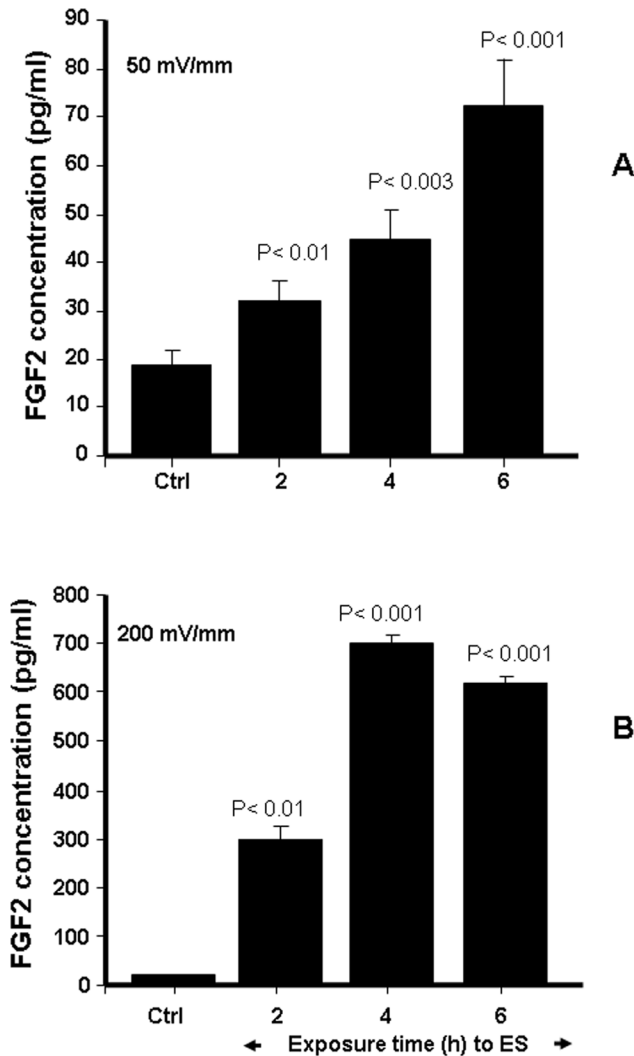 90
80
70
60
50
40
30
20
10
0
FGF2 concentration (pg/ml)
50 mV/mm
P< 0.01
P< 0.003
P< 0.001
A
Ctrl 2 4 6
800
700
600
500
400
300
200
100
0
FGF2 concentration (pg/ml)
200 mV/mm
P< 0.01
P< 0.001
P< 0.001
B
Ctrl 2 4 6
Exposure time (h) to ES